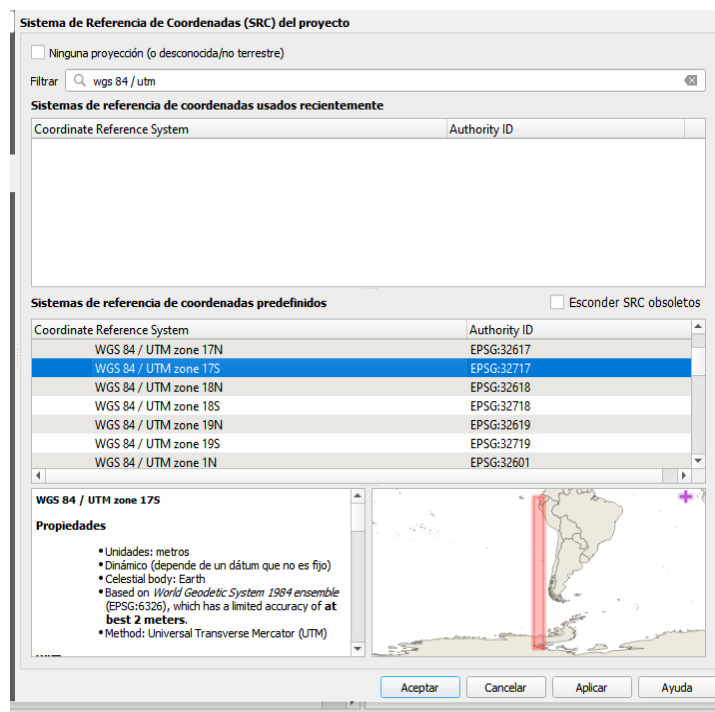 Sistema de Referencia de Coordenadas (SRC) del proyecto
Ninguna proyección (o desconocida/no terrestre)
Filtrar wgs 84 / utm
Sistemas de referencia de coordenadas usados recientemente
Coordinate Reference System Authority ID
Sistemas de referencia de coordenadas predefinidos Esconder SRC obsoletos
Coordinate Reference System Authority ID
WGS 84 / UTM zone 17N EPSG:32617
WGS 84 / UTM zone 17S EPSG:32717
WGS 84 / UTM zone 18N EPSG:32618
WGS 84 / UTM zone 18S EPSG:32718
WGS 84 / UTM zone 19N EPSG:32619
WGS 84 / UTM zone 19S EPSG:32719
WGS 84 / UTM zone 1N EPSG:32601
WGS 84 / UTM zone 17S
Propiedades
• Unidades: metros
• Dinámico (depende de un dátum que no es fijo)
• Celestial body: Earth
• Based on World Geodetic System 1984 ensemble
(EPSG:6326), which has a limited accuracy of at
best 2 meters.
• Method: Universal Transverse Mercator (UTM)
Aceptar Cancelar Aplicar Ayuda